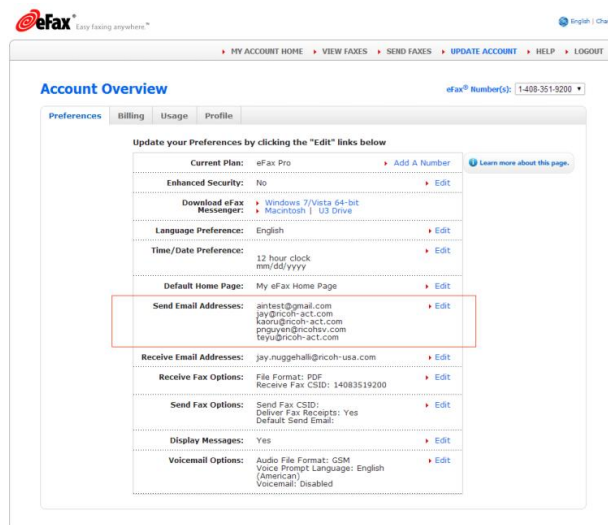 eFax® Easy faxing anywhere.™
English | Cha
MY ACCOUNT HOME VIEW FAXES SEND FAXES UPDATE ACCOUNT HELP LOGOUT
Account Overview
eFax® Number(s): 1-408-351-9200
Preferences Billing Usage Profile
Update your Preferences by clicking the "Edit" links below
Current Plan: eFax Pro Add A Number
Learn more about this page.
Enhanced Security: No Edit
Download eFax Messenger: Windows 7/Vista 64-bit
Macintosh | U3 Drive
Language Preference: English Edit
Time/Date Preference: Edit
12 hour clock
mm/dd/yyyy
Default Home Page: My eFax Home Page Edit
Send Email Addresses: aintest@gmail.com Edit
jay@ricoh-act.com
kaoru@ricoh-act.com
pnguyen@ricohsv.com
teyu@ricoh-act.com
Receive Email Addresses: jay.nuggehalli@ricoh-usa.com Edit
Receive Fax Options: File Format: PDF Edit
Receive Fax CSID: 14083519200
Send Fax Options: Send Fax CSID: Edit
Deliver Fax Receipts: Yes
Default Send Email:
Display Messages: Yes Edit
Voicemail Options: Audio File Format: GSM Edit
Voice Prompt Language: English
(American)
Voicemail: Disabled